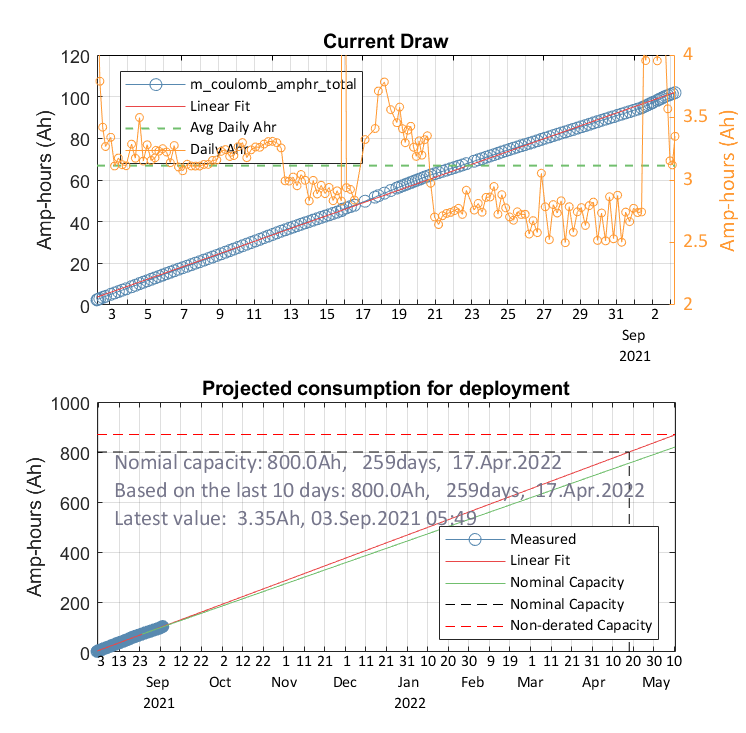 Current Draw
120
100
80
60
40
20
0
Amp-hours (Ah)
m_coulomb_amphr_total
Linear Fit
Avg Daily Ahr
Daily Ahr
4
3.5
3
2.5
2
Amp-hours (Ah)
3 5 7 9 11 13 15 17 19 21 23 25 27 29 31 2
Sep
2021
Projected consumption for deployment
1000
800
600
400
200
0
Amp-hours (Ah)
Nomial capacity: 800.0Ah, 259days, 17.Apr.2022
Based on the last 10 days: 800.0Ah, 259days, 17.Apr.2022
Latest value: 3.35Ah, 03.Sep.2021 05:49
Measured
Linear Fit
Nominal Capacity
Nominal Capacity
Non-derated Capacity
3 13 23 2 12 22 2 12 22 1 11 21 1 11 21 31 10 20 30 9 19 1 11 21 31 10 20 30 10
Sep Oct Nov Dec Jan Feb Mar Apr May
2021 2022